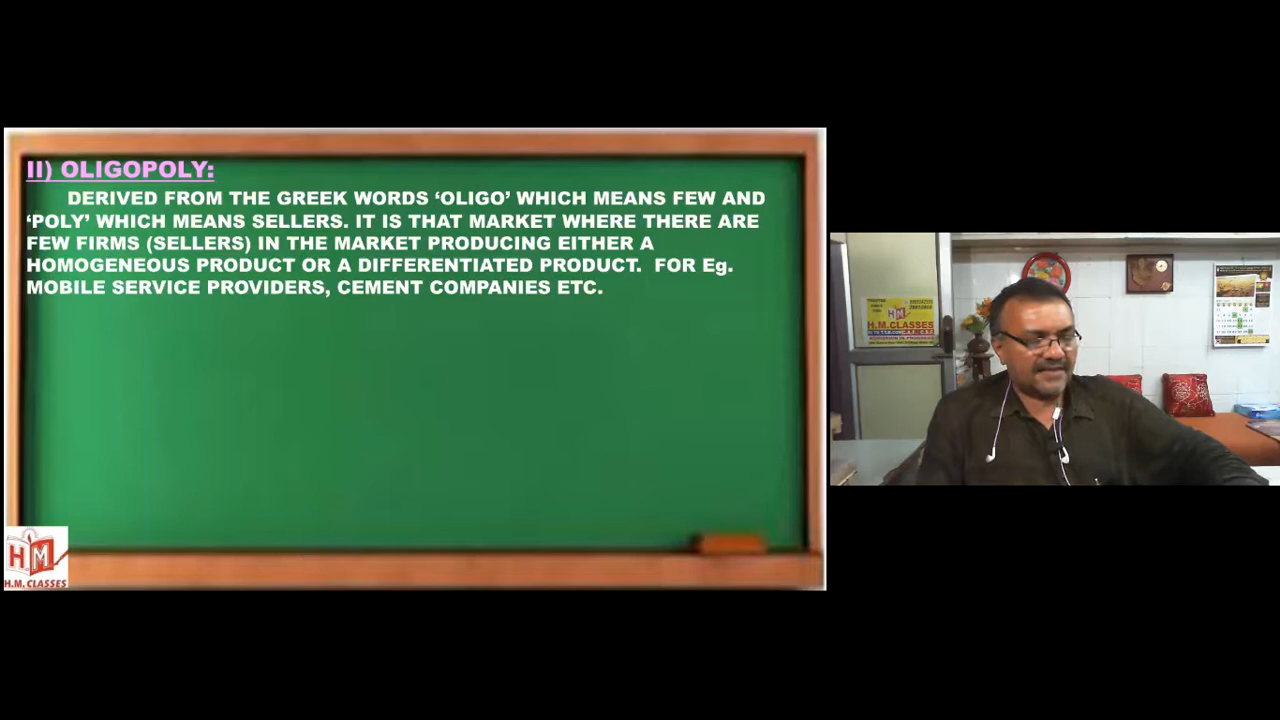 II) OLIGOPOLY:
DERIVED FROM THE GREEK WORDS ‘OLIGO’ WHICH MEANS FEW AND
‘POLY’ WHICH MEANS SELLERS. IT IS THAT MARKET WHERE THERE ARE
FEW FIRMS (SELLERS) IN THE MARKET PRODUCING EITHER A
HOMOGENEOUS PRODUCT OR A DIFFERENTIATED PRODUCT. FOR Eg.
MOBILE SERVICE PROVIDERS, CEMENT COMPANIES ETC.
HM
H.M. CLASSES
HM
H.M. CLASSES